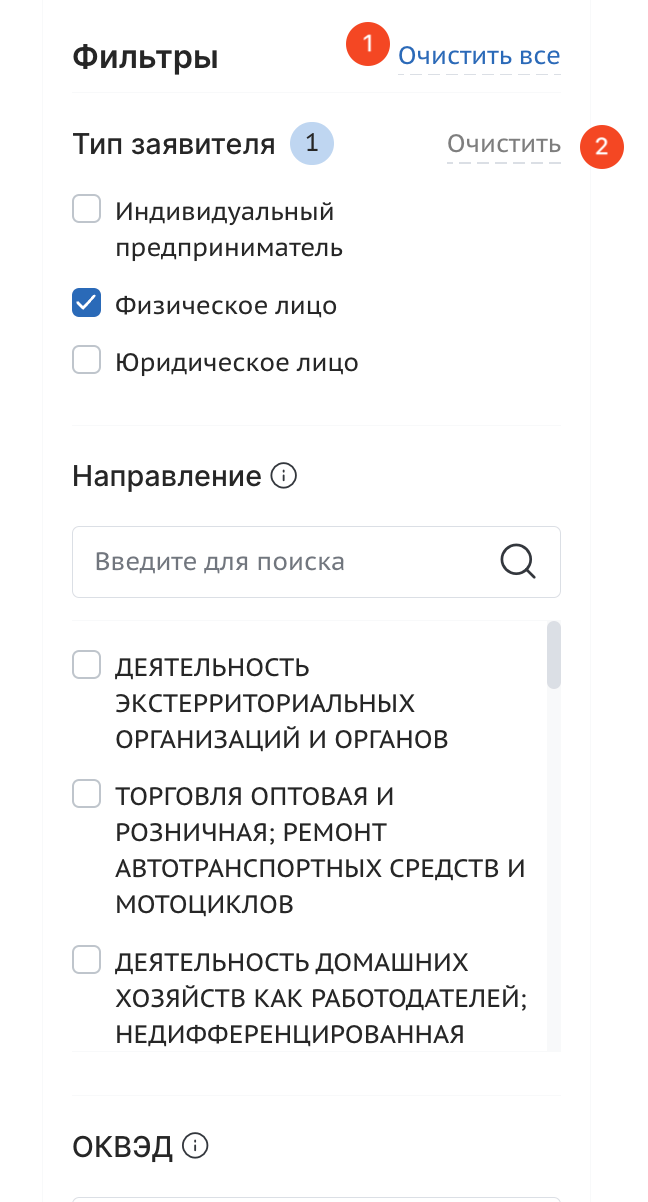 Фильтры
1
Очистить все
Тип заявителя 1
Очистить
2
Индивидуальный
предприниматель
Физическое лицо
Юридическое лицо
Направление
Введите для поиска
ДЕЯТЕЛЬНОСТЬ
ЭКСТЕРРИТОРИАЛЬНЫХ
ОРГАНИЗАЦИЙ И ОРГАНОВ
ТОРГОВЛЯ ОПТОВАЯ И
РОЗНИЧНАЯ; РЕМОНТ
АВТОТРАНСПОРТНЫХ СРЕДСТВ И
МОТОЦИКЛОВ
ДЕЯТЕЛЬНОСТЬ ДОМАШНИХ
ХОЗЯЙСТВ КАК РАБОТОДАТЕЛЕЙ;
НЕДИФФЕРЕНЦИРОВАННАЯ
ОКВЭД